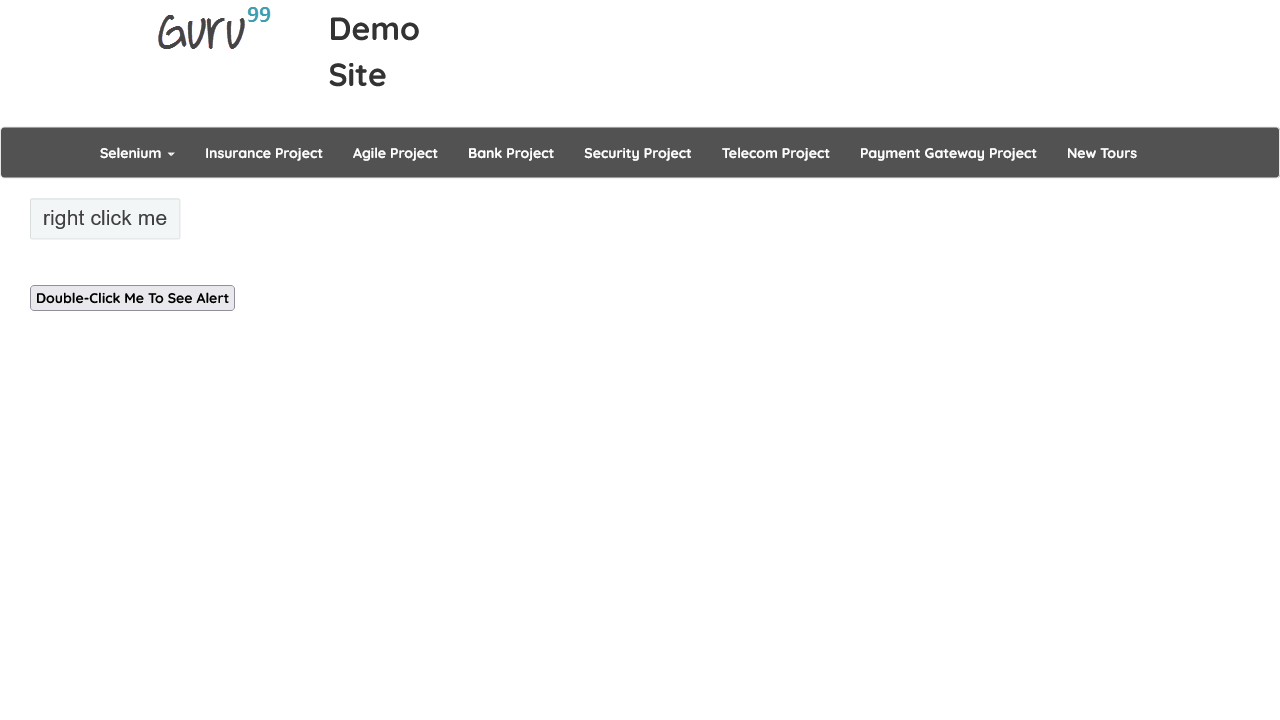 Guru99
Demo
Site
Selenium
Insurance Project
Agile Project
Bank Project
Security Project
Telecom Project
Payment Gateway Project
New Tours
right click me
Double-Click Me To See Alert